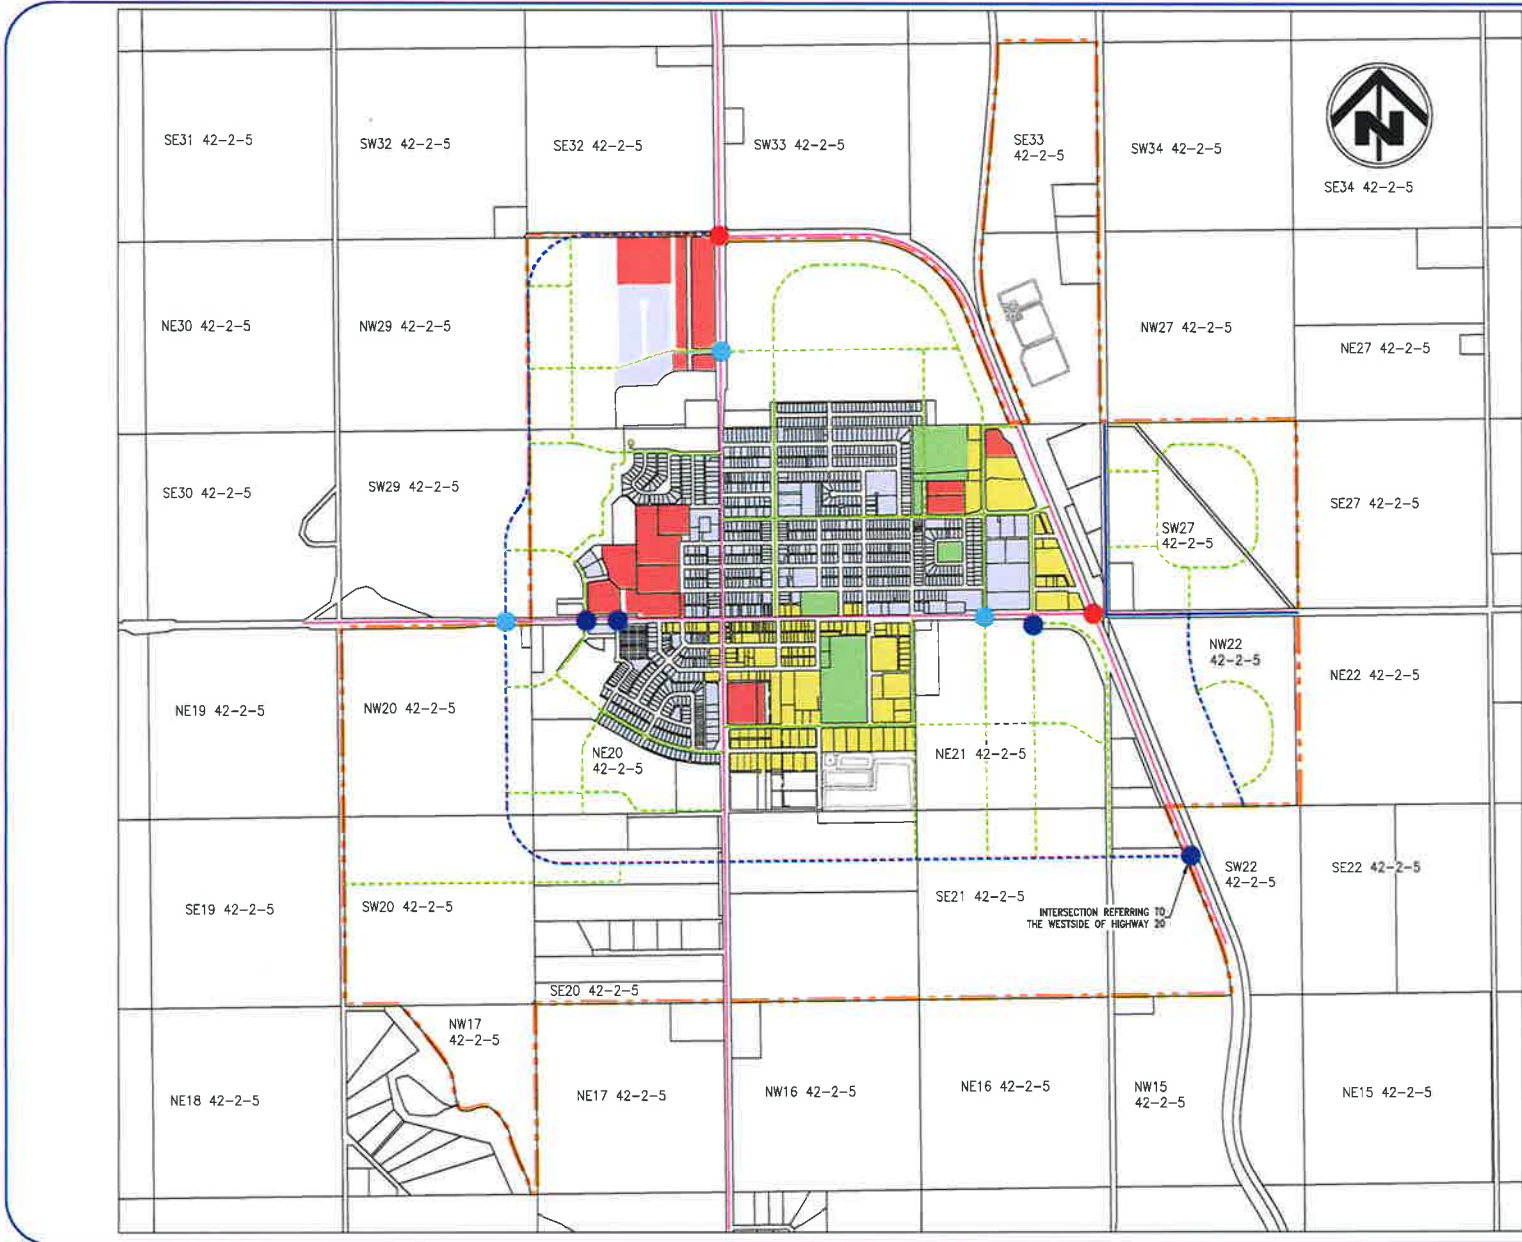 SE31 42-2-5
SW32 42-2-5
SE32 42-2-5
SW33 42-2-5
SE33
42-2-5
SW34 42-2-5
N
SE34 42-2-5
NE30 42-2-5
NW29 42-2-5
NW27 42-2-5
NE27 42-2-5
SE30 42-2-5
SW29 42-2-5
SW27
42-2-5
SE27 42-2-5
NE19 42-2-5
NW20 42-2-5
NE20
42-2-5
NE21 42-2-5
NW22
42-2-5
NE22 42-2-5
SE19 42-2-5
SW20 42-2-5
SE21 42-2-5
SW22
42-2-5
SE22 42-2-5
INTERSECTION REFERRING TO
THE WESTSIDE OF HIGHWAY 20
SE20 42-2-5
NW17
42-2-5
NE18 42-2-5
NE17 42-2-5
NW16 42-2-5
NE16 42-2-5
NW15
42-2-5
NE15 42-2-5